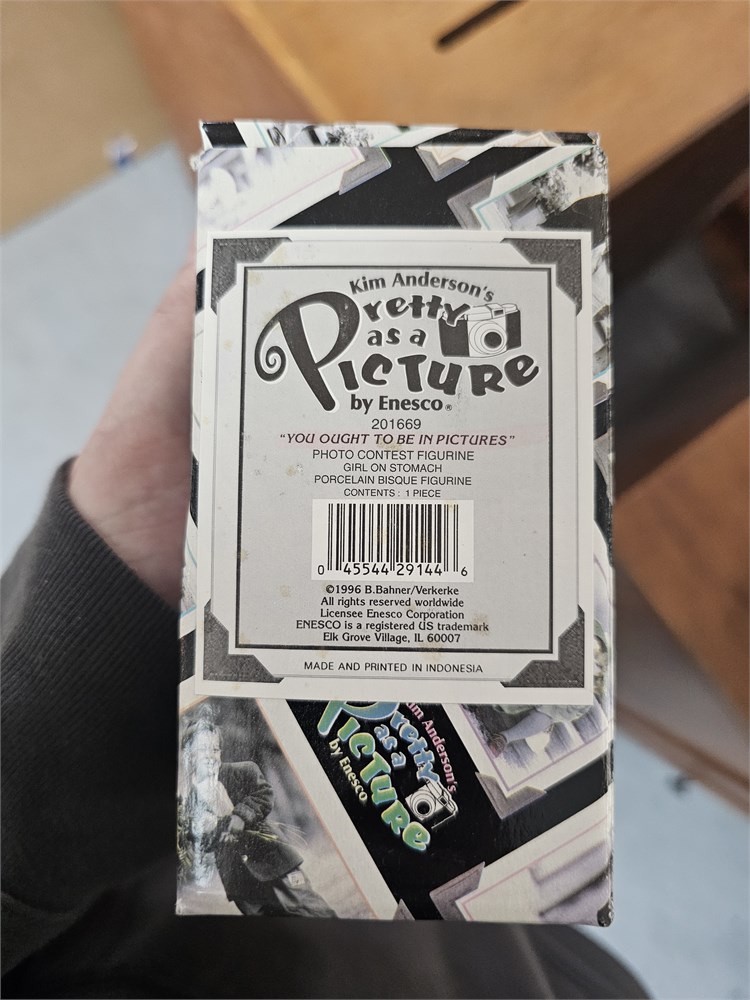 Kim Anderson's
Pretty
as a
PICTURE
by Enesco®
201669
"YOU OUGHT TO BE IN PICTURES"
PHOTO CONTEST FIGURINE
GIRL ON STOMACH
PORCELAIN BISQUE FIGURINE
CONTENTS : 1 PIECE
0 45544 29144 6
©1996 B.Bahner/Verkerke
All rights reserved worldwide
Licensee Enesco Corporation
ENESCO is a registered US trademark
Elk Grove Village, IL 60007
MADE AND PRINTED IN INDONESIA
Kim Anderson's
Pretty
as a
PICTURE
by Enesco